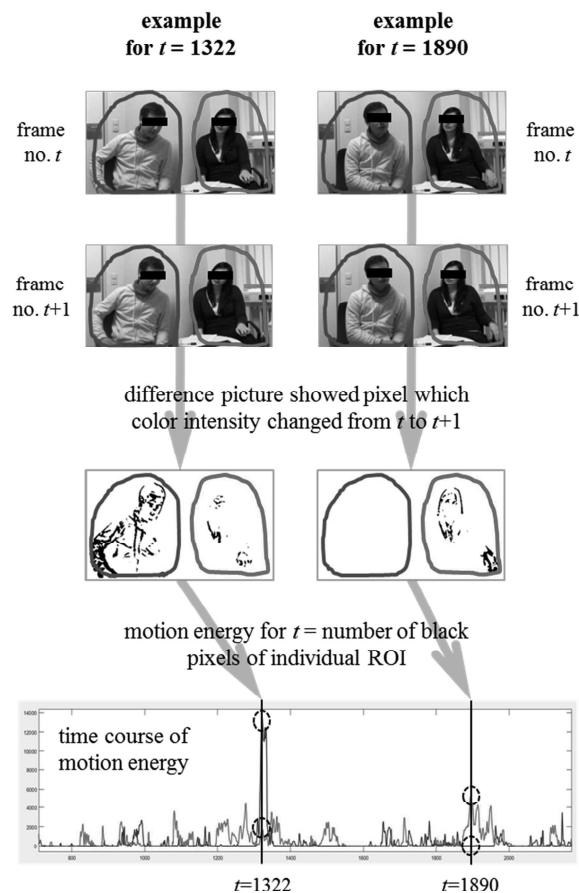 example
for t = 1322
example
for t = 1890
frame
no. t
frame
no. t
framc
no. t+1
framc
no. t+1
difference picture showed pixel which
color intensity changed from t to t+1
motion energy for t = number of black
pixels of individual ROI
time course of
motion energy
14000
12000
10000
8000
6000
4000
2000
0
800
1000
1200
1400
1600
1800
2000
t=1322
t=1890